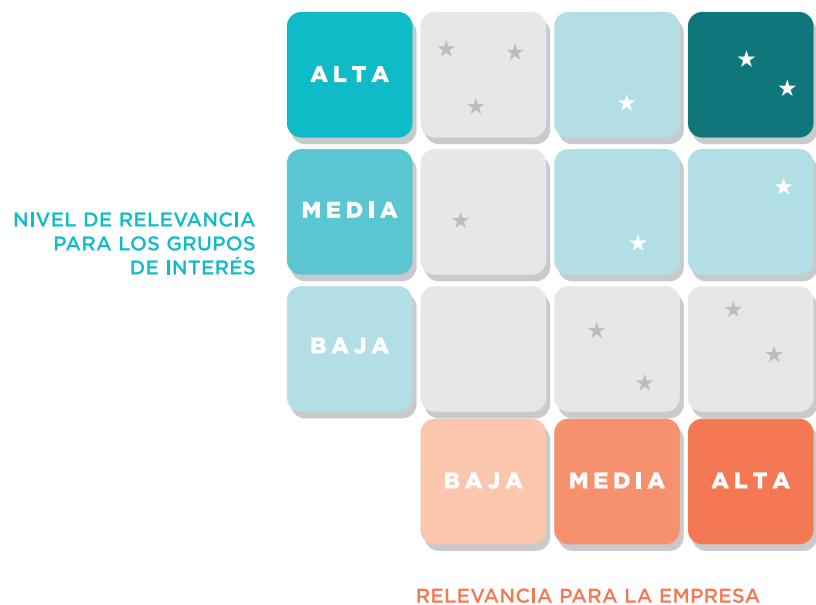 ALTA
MEDIA
NIVEL DE RELEVANCIA
PARA LOS GRUPOS
DE INTERÉS
BAJA
BAJA MEDIA ALTA
RELEVANCIA PARA LA EMPRESA